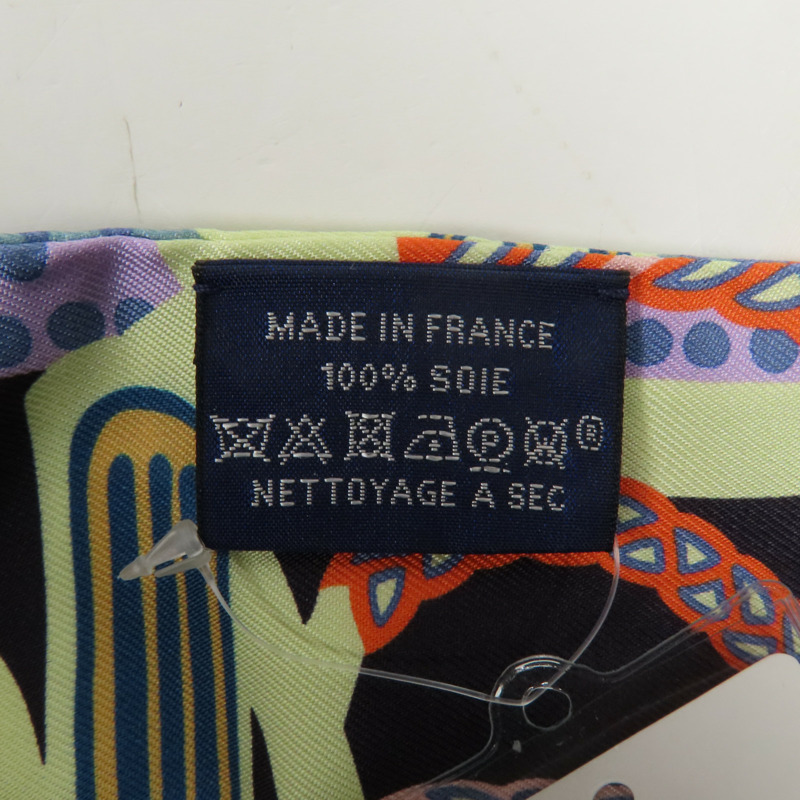 MADE IN FRANCE
100% SOIE
P W ®
NETTOYAGE A SEC